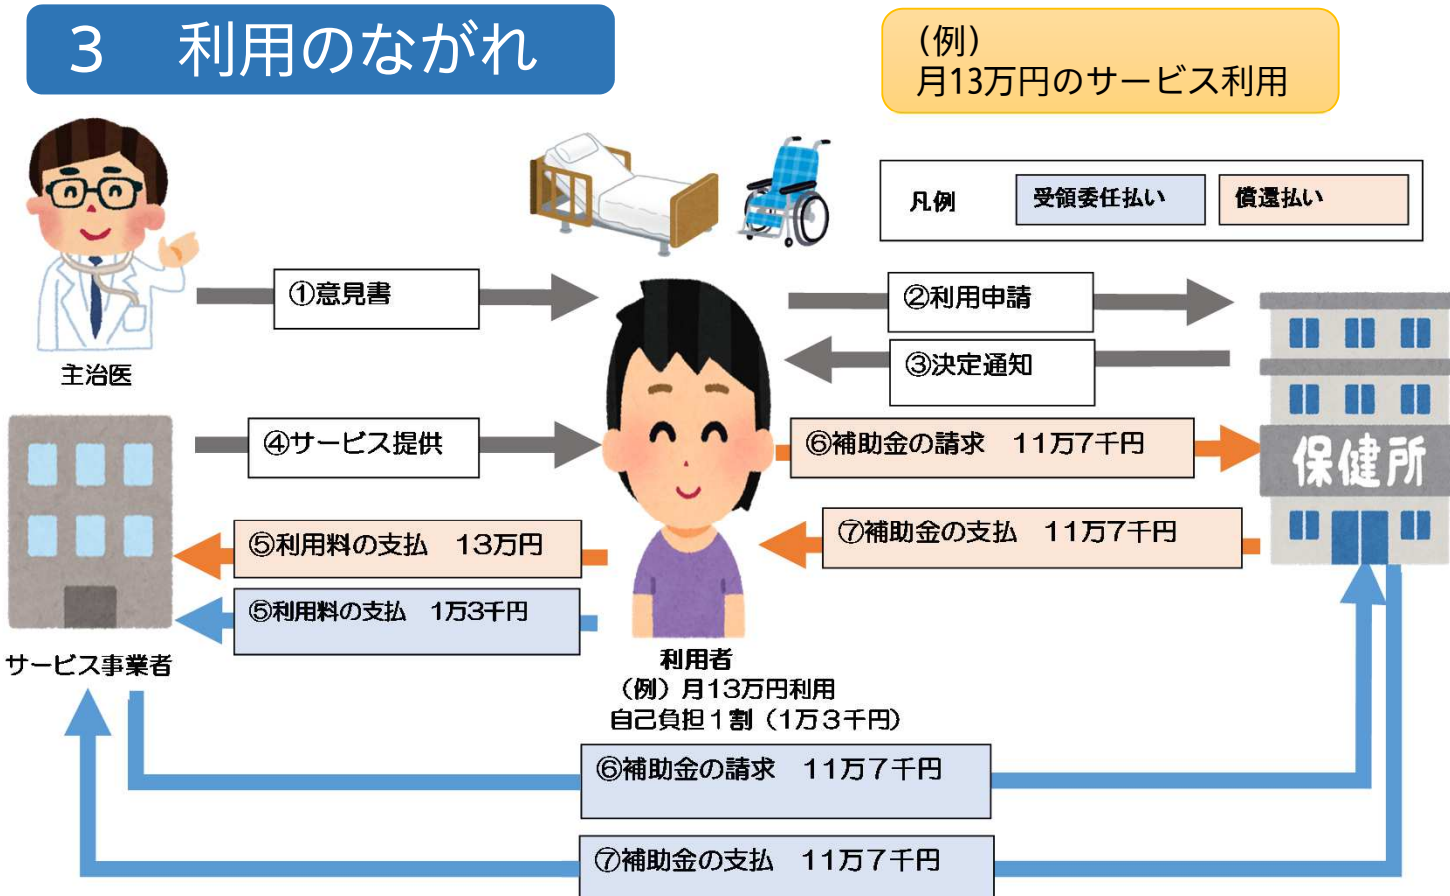 3　利用のながれ
(例)
月13万円のサービス利用
凡例
受領委任払い
償還払い
①意見書
②利用申請
③決定通知
主治医
④サービス提供
⑥補助金の請求　11万7千円
保健所
⑦補助金の支払　11万7千円
⑤利用料の支払　13万円
⑤利用料の支払　1万3千円
サービス事業者
利用者
（例）月13万円利用
自己負担１割（1万３千円）
⑥補助金の請求　11万7千円
⑦補助金の支払　11万7千円